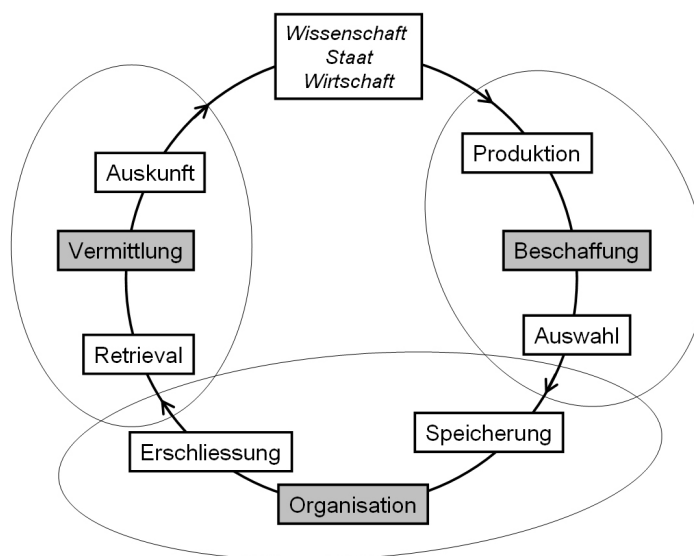 Wissenschaft
Staat
Wirtschaft
Produktion
Beschaffung
Auswahl
Speicherung
Organisation
Erschliessung
Retrieval
Vermittlung
Auskunft